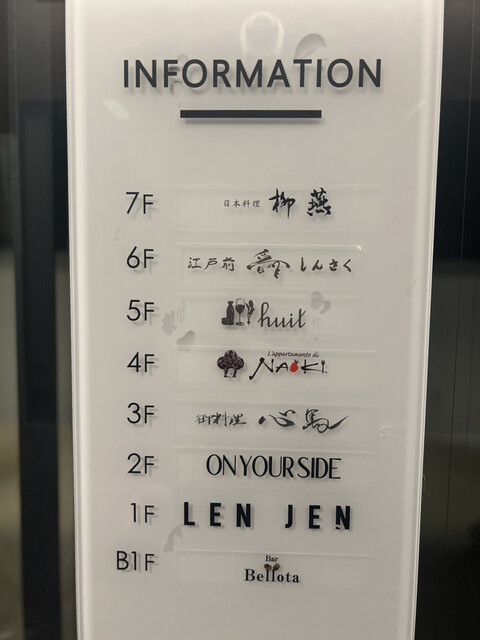 INFORMATION
7F 日本料理 柳燕
6F 江戸前 しんさく
5F huit
4F L'appartamento di
NAOKI
3F 御料理 心馬
2F ONYOURSIDE
1F LEN JEN
B1F Bar
Bellota